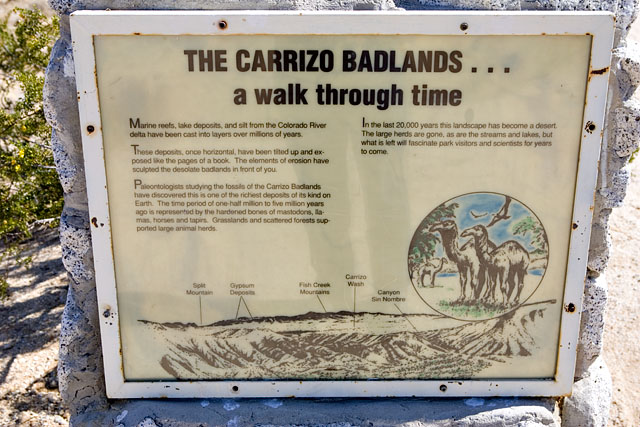 THE CARRIZO BADLANDS . . .
a walk through time
Marine reefs, lake deposits, and silt from the Colorado River
delta have been cast into layers over millions of years.
These deposits, once horizontal, have been tilted up and ex-
posed like the pages of a book. The elements of erosion have
sculpted the desolate badlands in front of you.
Paleontologists studying the fossils of the Carrizo Badlands
have discovered this is one of the richest deposits of its kind on
Earth. The time period of one-half million to five million years
ago is represented by the hardened bones of mastodons, lla-
mas, horses and tapirs. Grasslands and scattered forests sup-
ported large animal herds.
In the last 20,000 years this landscape has become a desert.
The large herds are gone, as are the streams and lakes, but
what is left will fascinate park visitors and scientists for years
to come.
Split
Mountain
Gypsum
Deposits
Fish Creek
Mountains
Carrizo
Wash
Canyon
Sin Nombre